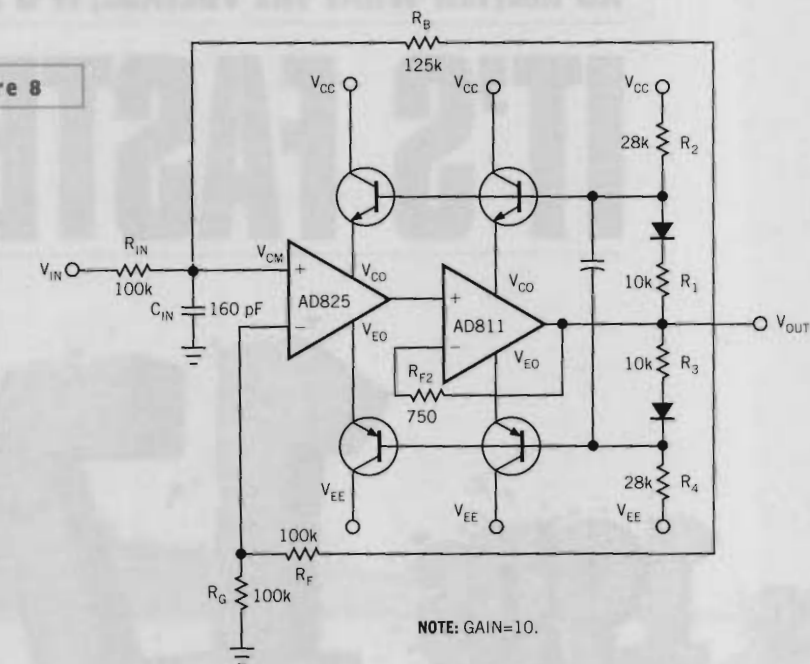 IT'S FAST
re 8
R_B
125k
V_CC
V_CC
V_CC
28k
R_2
R_IN
V_IN
100k
V_CM
+
−
AD825
V_CO
V_EO
C_IN
160 pF
+
−
AD811
V_CO
V_EO
10k
R_1
V_OUT
R_F2
750
10k
R_3
V_EE
V_EE
28k
R_4
V_EE
100k
R_F
R_G
100k
NOTE: GAIN=10.